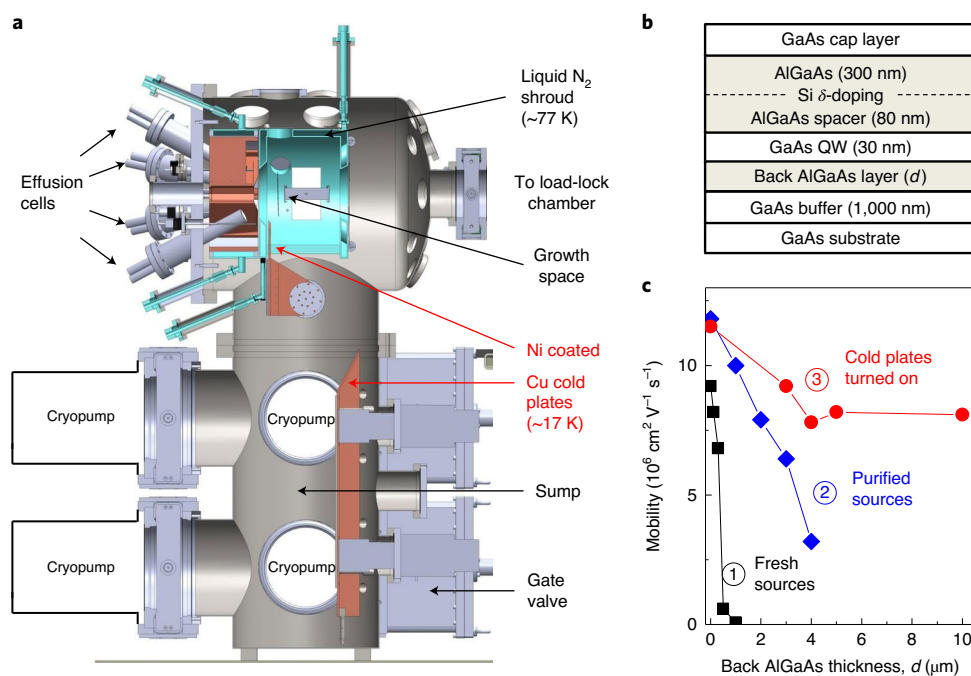 a
Liquid N2
shroud
(~77 K)
Effusion
cells
To load-lock
chamber
Growth
space
Ni coated
Cu cold
plates
(~17 K)
Cryopump
Cryopump
Sump
Cryopump
Cryopump
Gate
valve
b
GaAs cap layer
AlGaAs (300 nm)
Si δ-doping
AlGaAs spacer (80 nm)
GaAs QW (30 nm)
Back AlGaAs layer (d)
GaAs buffer (1,000 nm)
GaAs substrate
c
Mobility (10⁶ cm² V⁻¹ s⁻¹)
10
5
0
3 Cold plates
turned on
2 Purified
sources
1 Fresh
sources
0 2 4 6 8 10
Back AlGaAs thickness, d (μm)